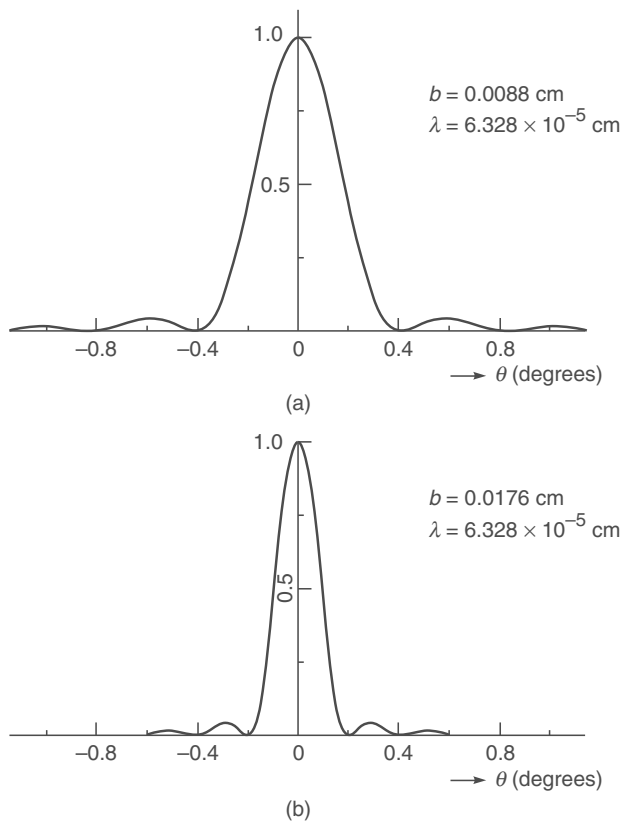 1.0
b = 0.0088 cm
λ = 6.328 × 10⁻⁵ cm
0.5
−0.8 −0.4 0 0.4 0.8
θ (degrees)
(a)
1.0
b = 0.0176 cm
λ = 6.328 × 10⁻⁵ cm
0.5
−0.8 −0.4 0 0.4 0.8
θ (degrees)
(b)